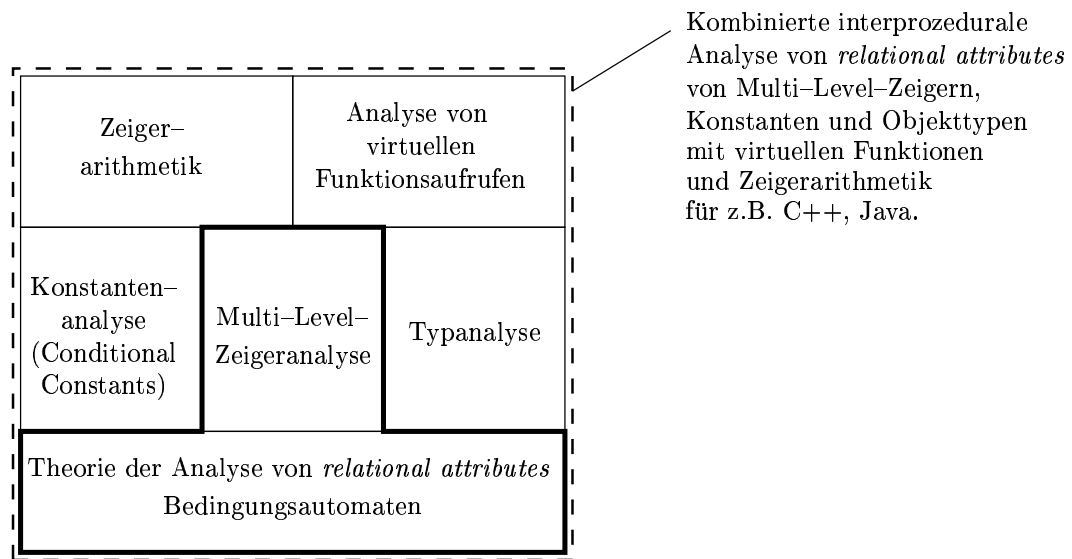 Kombinierte interprozedurale
Analyse von relational attributes
von Multi–Level–Zeigern,
Konstanten und Objekttypen
mit virtuellen Funktionen
und Zeigerarithmetik
für z.B. C++, Java.
Zeiger–
arithmetik
Analyse von
virtuellen
Funktionsaufrufen
Konstanten–
analyse
(Conditional
Constants)
Multi–Level–
Zeigeranalyse
Typanalyse
Theorie der Analyse von relational attributes
Bedingungsautomaten